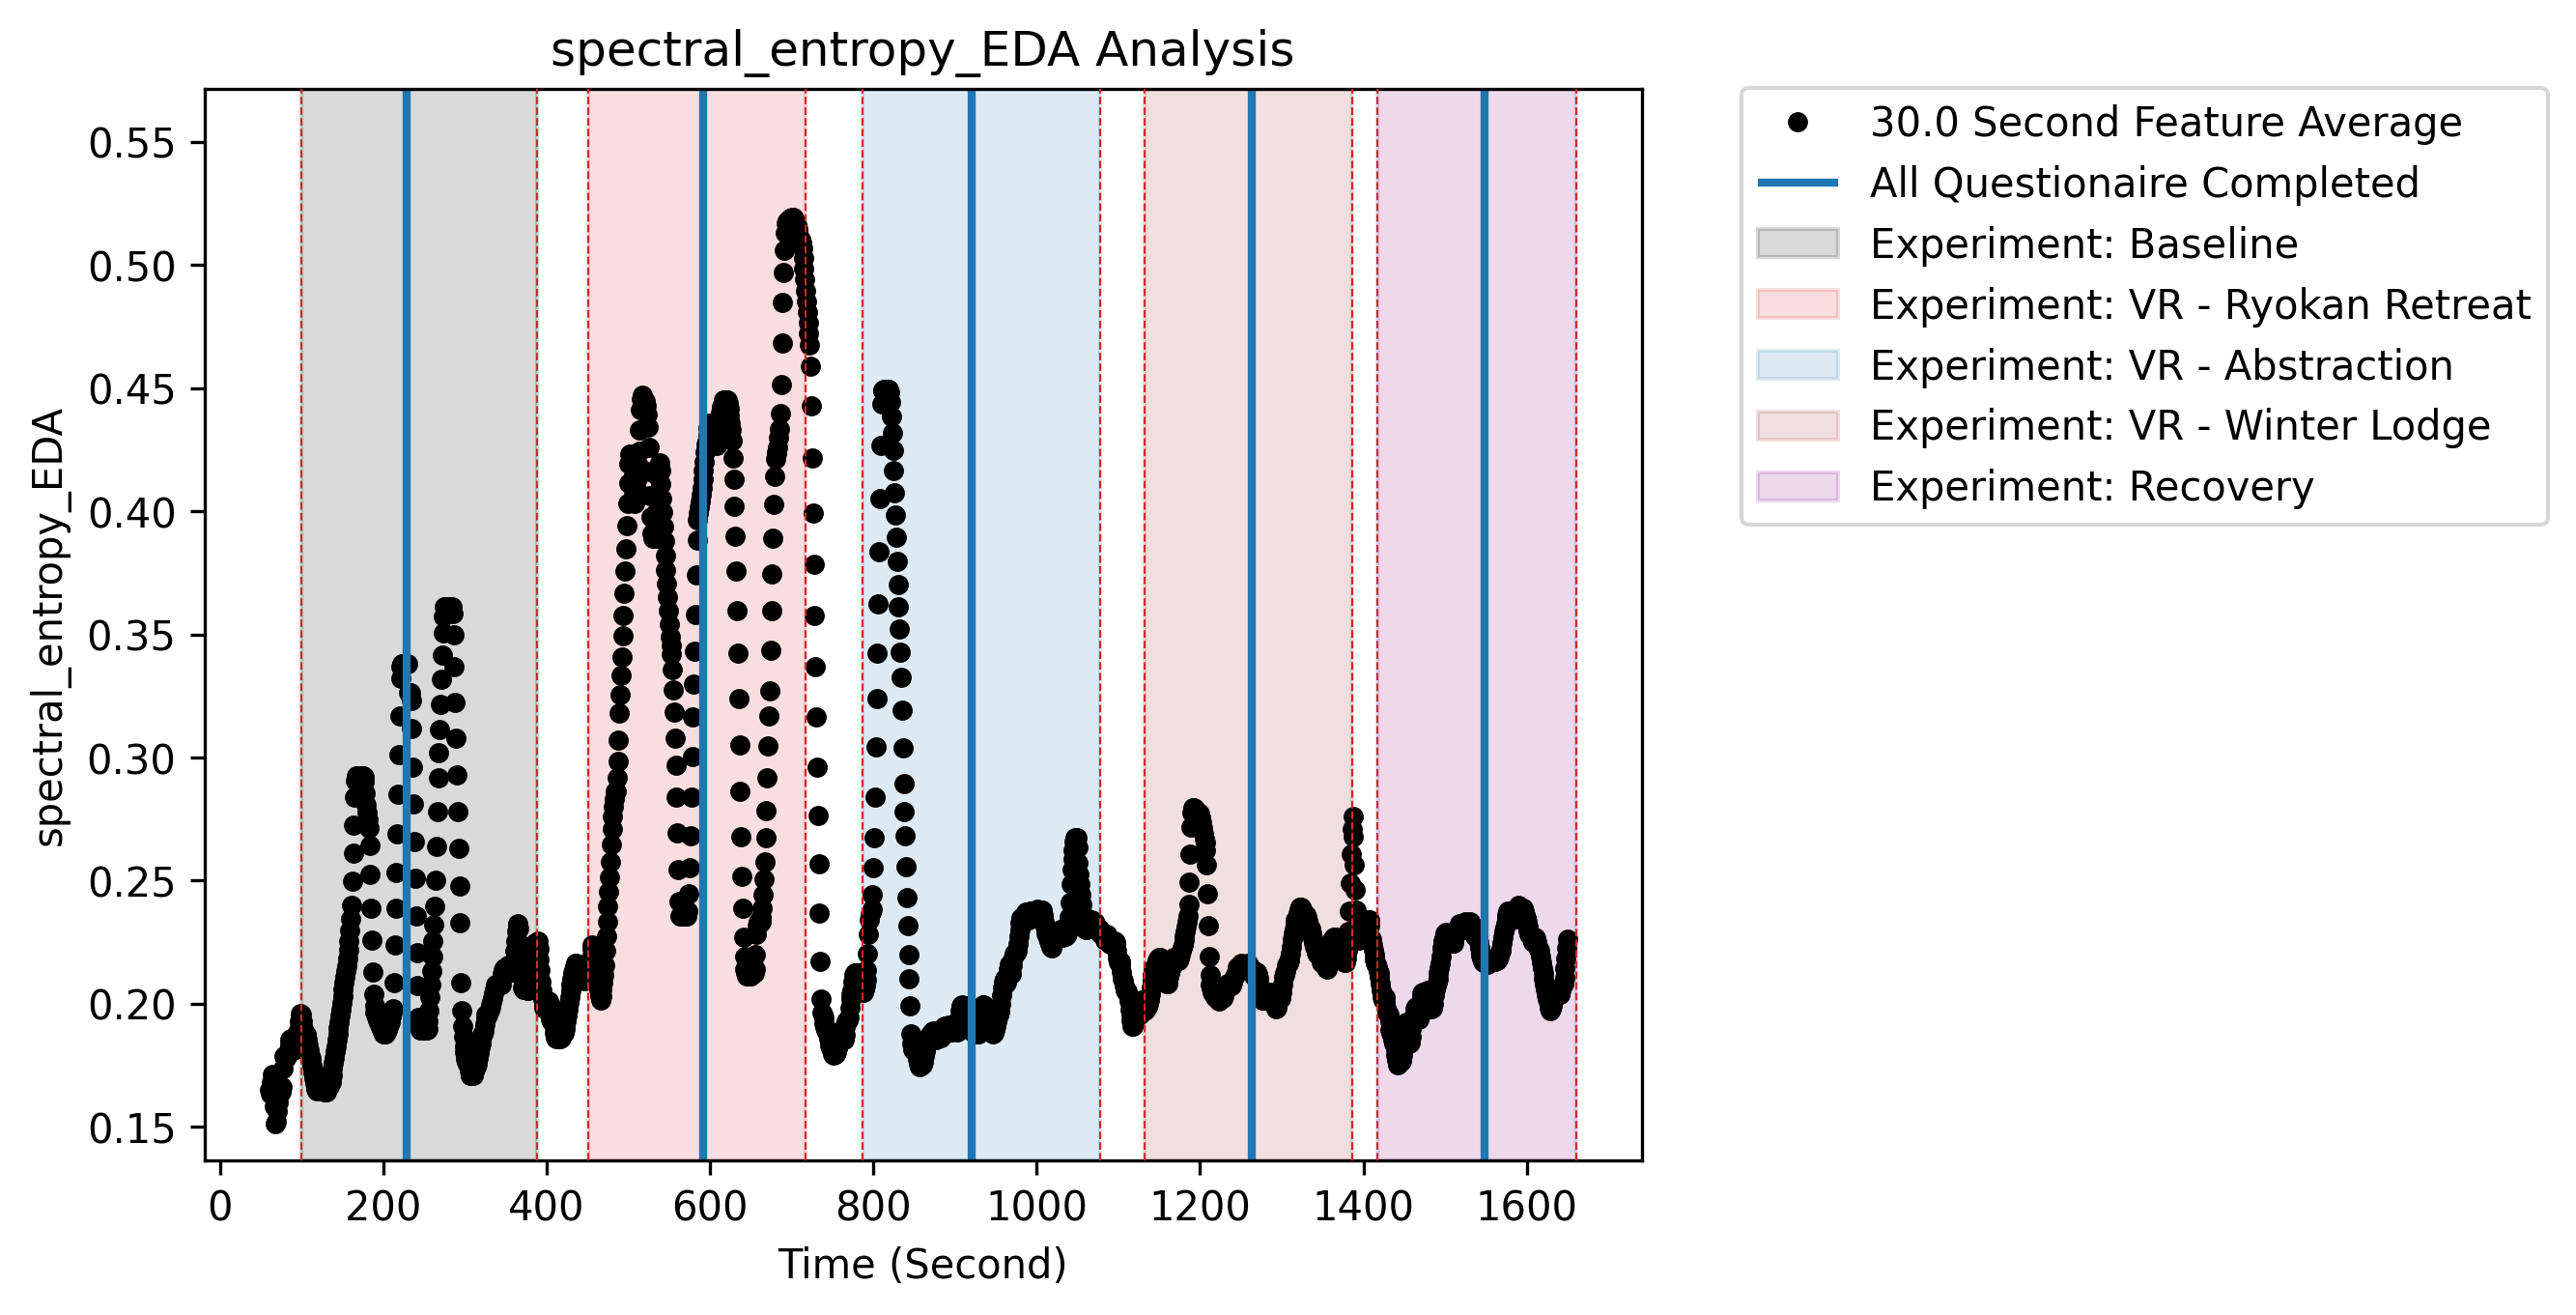 spectral_entropy_EDA Analysis
spectral_entropy_EDA
0.55
0.50
0.45
0.40
0.35
0.30
0.25
0.20
0.15
0 200 400 600 800 1000 1200 1400 1600
Time (Second)
30.0 Second Feature Average
All Questionaire Completed
Experiment: Baseline
Experiment: VR - Ryokan Retreat
Experiment: VR - Abstraction
Experiment: VR - Winter Lodge
Experiment: Recovery